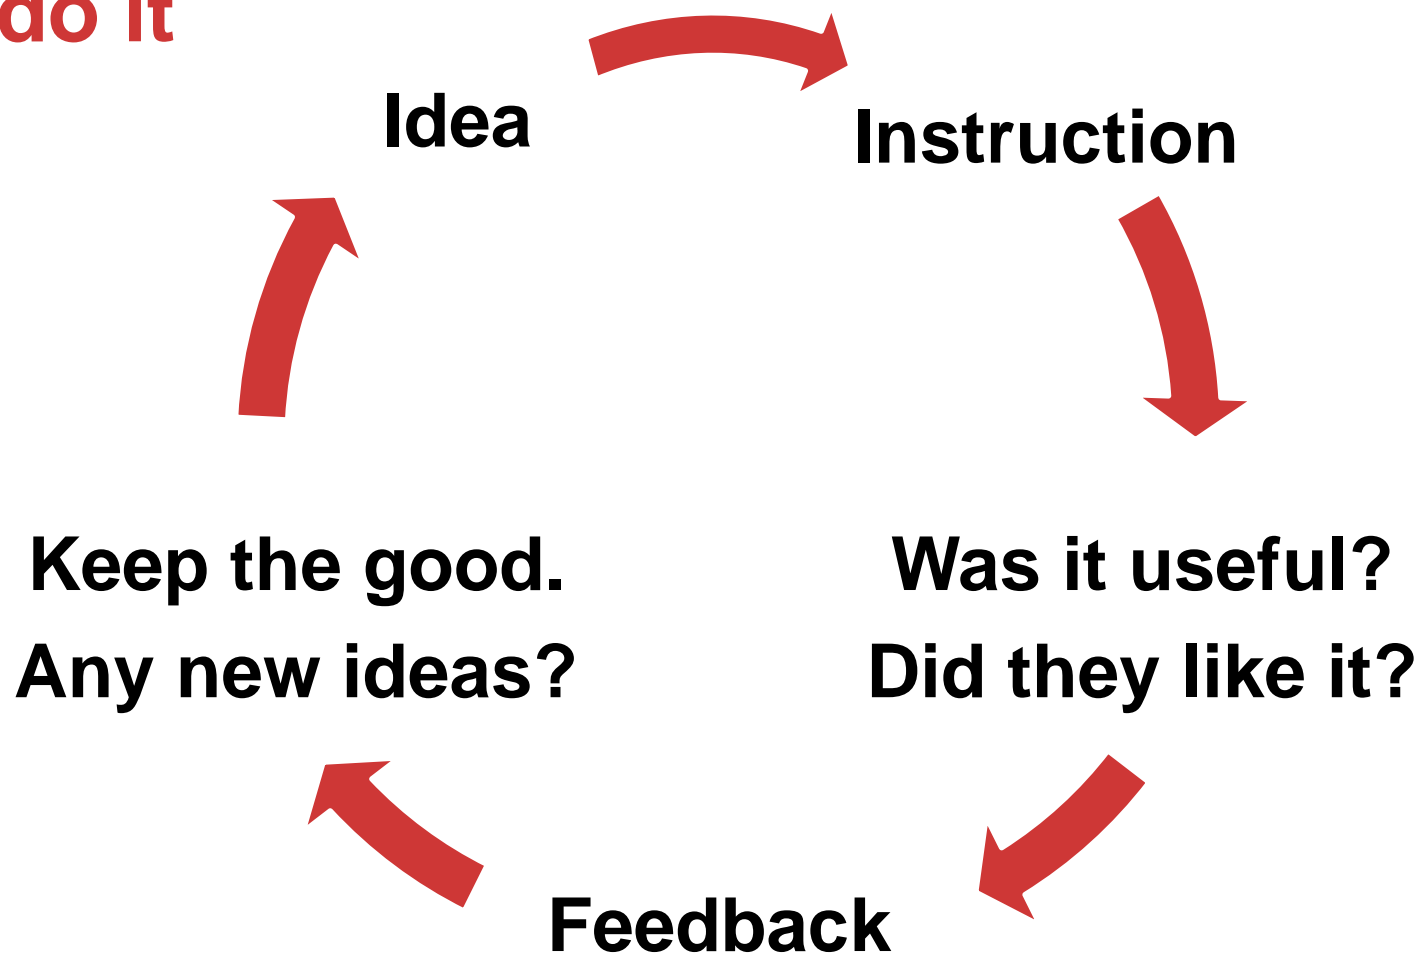 do it
Idea
Instruction
Was it useful?
Did they like it?
Feedback
Keep the good.
Any new ideas?